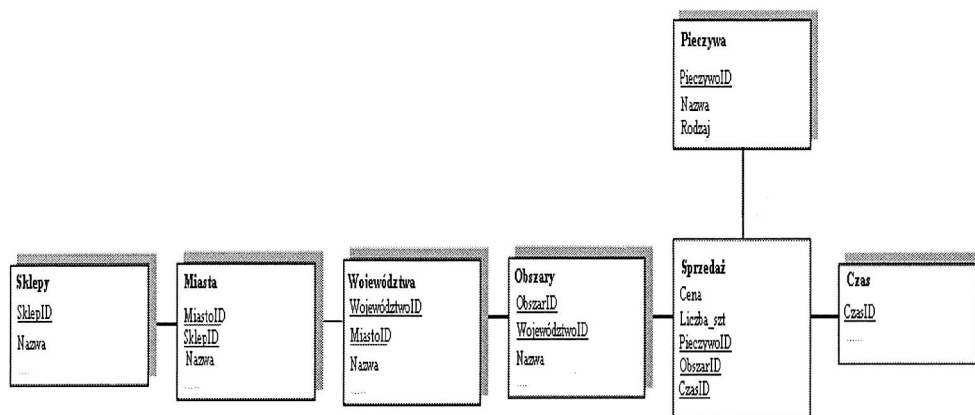 Pieczywa
PieczywoID
Nazwa
Rodzaj
Sklepy
SklepID
Nazwa
....
Miasta
MiastoID
SklepID
Nazwa
.....
Województwa
WojewództwoID
MiastoID
Nazwa
.....
Obszary
ObszarID
WojewództwoID
Nazwa
....
Sprzedaż
Cena
Liczba_szt
PieczywoID
ObszarID
CzasID
Czas
CzasID
......